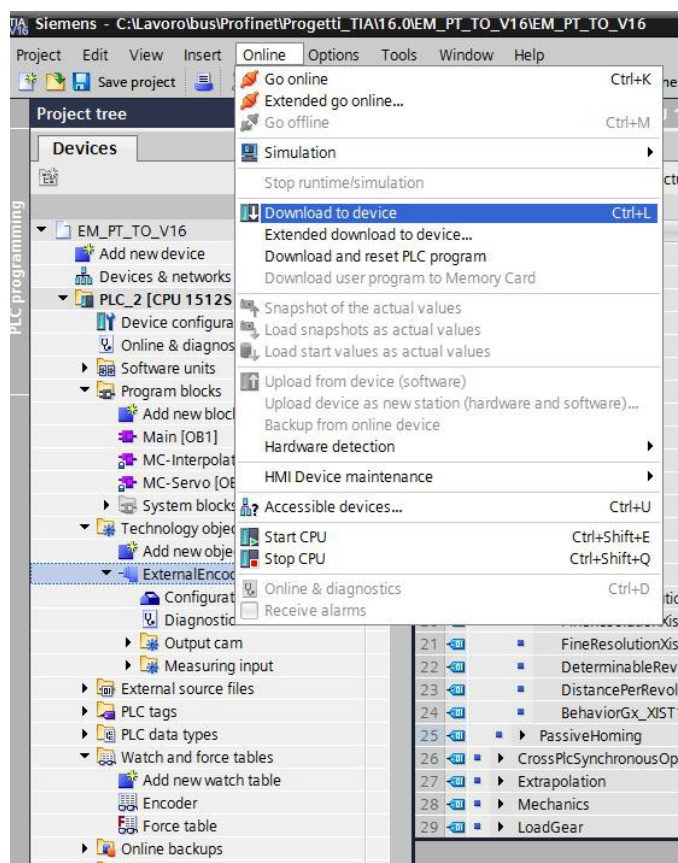 Siemens - C:\Lavoro\bus\Profinet\Progetti_TIA\16.0\EM_PT_TO_V16\EM_PT_TO_V16
Project Edit View Insert Online Options Tools Window Help
Save project
Project tree
Devices
PLC programming
EM_PT_TO_V16
Add new device
Devices & networks
PLC_2 [CPU 1512S
Device configura
Online & diagnos
Software units
Program blocks
Add new bloc
Main [OB1]
MC-Interpolat
MC-Servo [OB
System blocks
Technology objec
Add new obje
ExternalEncod
Configurat
Diagnostic
Output cam
Measuring input
External source files
PLC tags
PLC data types
Watch and force tables
Add new watch table
Encoder
Force table
Online backups
Go online Ctrl+K
Extended go online...
Go offline Ctrl+M
Simulation
Stop runtime/simulation
Download to device Ctrl+L
Extended download to device...
Download and reset PLC program
Download user program to Memory Card
Snapshot of the actual values
Load snapshots as actual values
Load start values as actual values
Upload from device (software)
Upload device as new station (hardware and software)...
Backup from online device
Hardware detection
HMI Device maintenance
Accessible devices... Ctrl+U
Start CPU Ctrl+Shift+E
Stop CPU Ctrl+Shift+Q
Online & diagnostics Ctrl+D
Receive alarms
21 FineResolutionXis
22 DeterminableRev
23 DistancePerRevol
24 BehaviorGx_XIST
25 PassiveHoming
26 CrossPlcSynchronousOp
27 Extrapolation
28 Mechanics
29 LoadGear